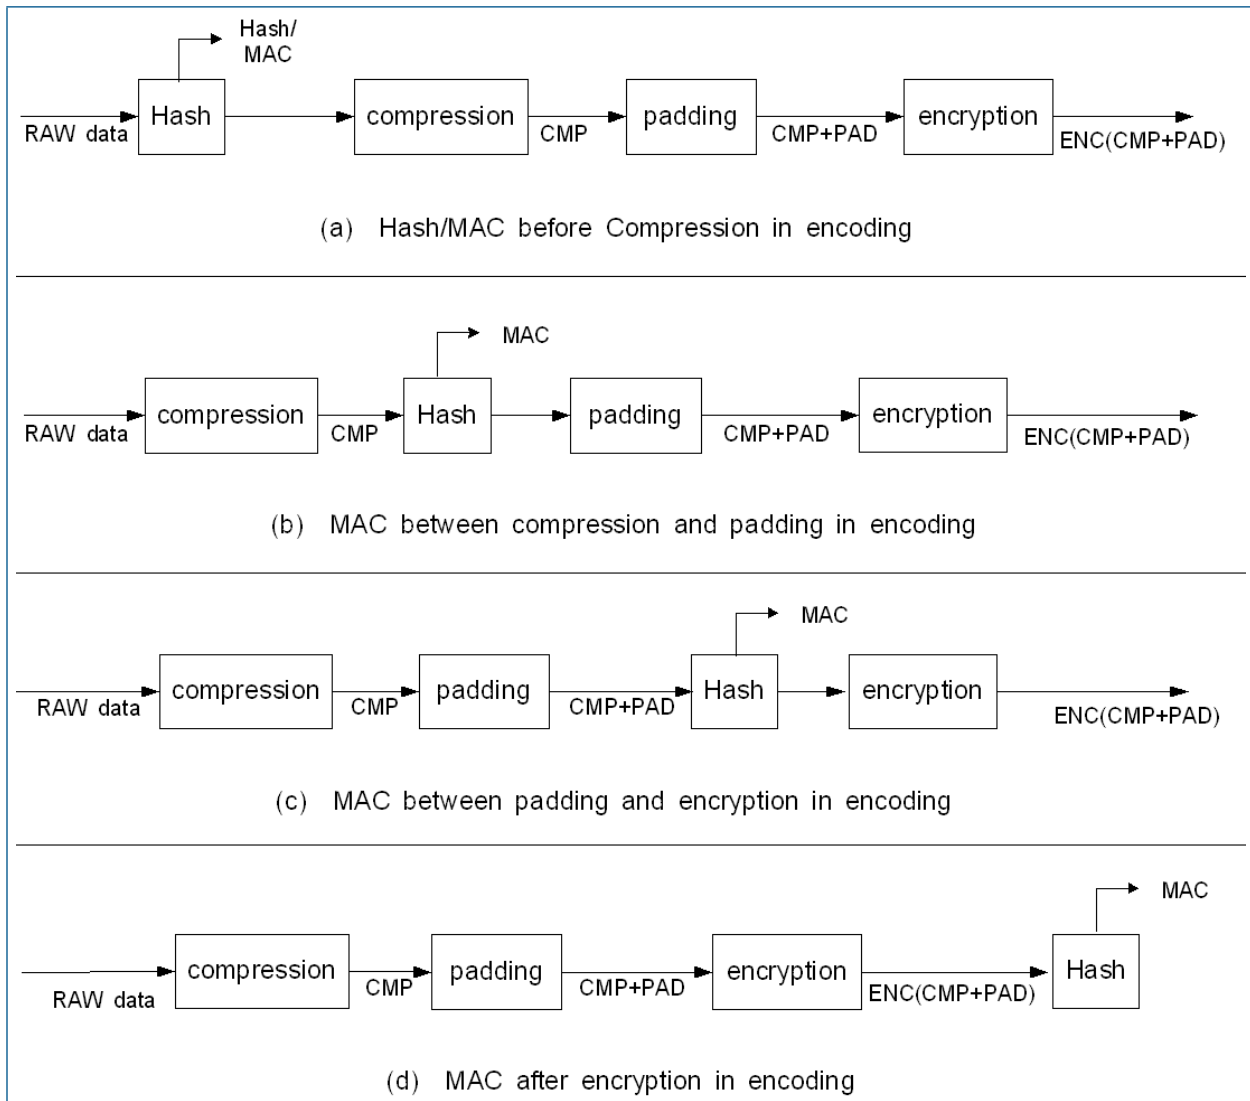 Hash/
MAC
Hash
compression
padding
encryption
RAW data
CMP
CMP+PAD
ENC(CMP+PAD)
(a) Hash/MAC before Compression in encoding
MAC
compression
Hash
padding
encryption
RAW data
CMP
CMP+PAD
ENC(CMP+PAD)
(b) MAC between compression and padding in encoding
MAC
compression
padding
Hash
encryption
RAW data
CMP
CMP+PAD
ENC(CMP+PAD)
(c) MAC between padding and encryption in encoding
MAC
compression
padding
encryption
Hash
RAW data
CMP
CMP+PAD
ENC(CMP+PAD)
(d) MAC after encryption in encoding